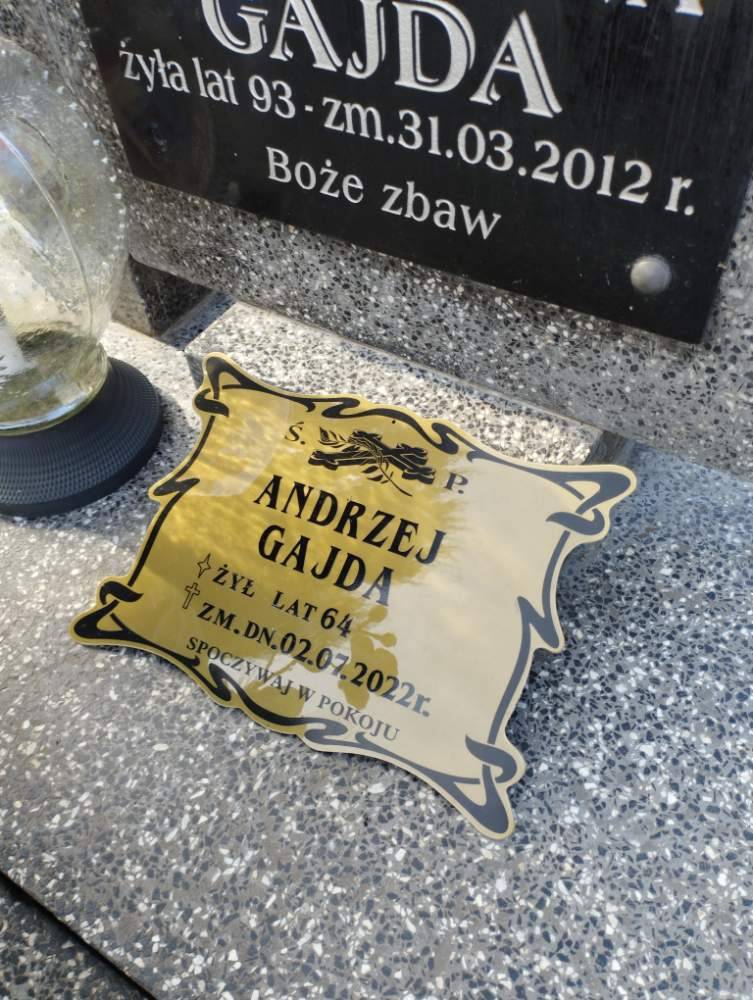 GAJDA
żyła lat 93 - zm.31.03.2012 r.
Boże zbaw
Ś. P.
ANDRZEJ
GAJDA
ŻYŁ LAT 64
ZM.DN.02.07.2022r.
SPOCZYWAJ W POKOJU